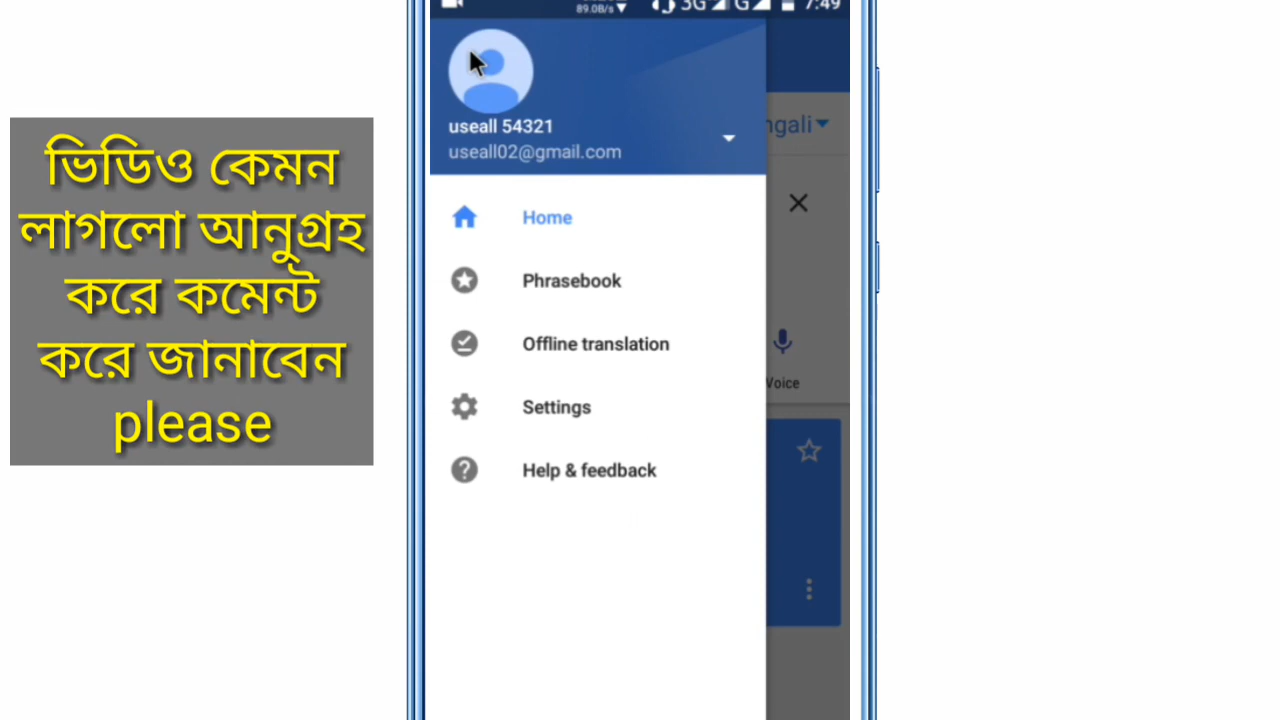 ভিডিও কেমন
লাগলো আনুগ্রহ
করে কমেন্ট
করে জানাবেন
please
89.0B/s
3G
G
7:49
useall 54321
useall02@gmail.com
Home
Phrasebook
Offline translation
Settings
Help & feedback
ngali
Voice